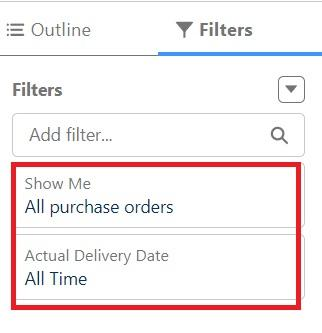 Outline Filters
Filters
Add filter...
Show Me
All purchase orders
Actual Delivery Date
All Time